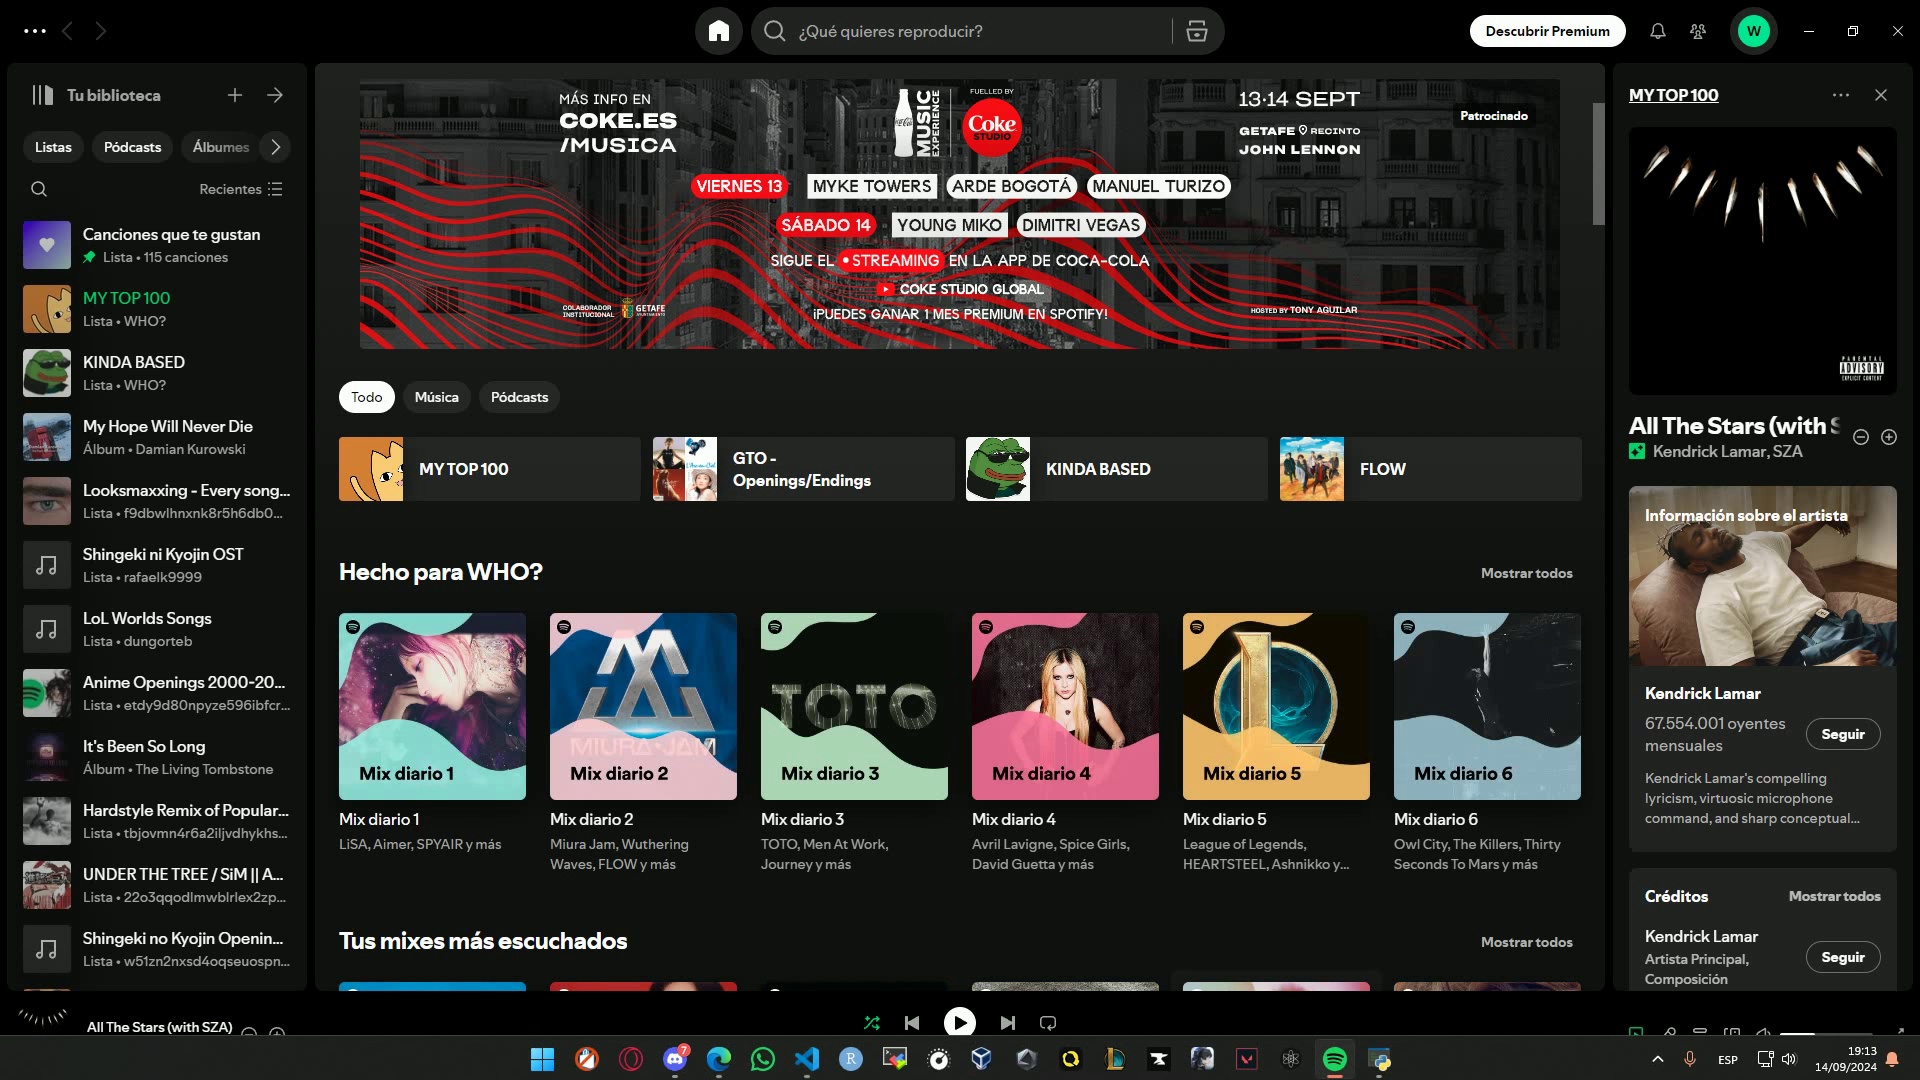 ¿Qué quieres reproducir?
Descubrir Premium
W
Tu biblioteca
Listas
Pódcasts
Álbumes
Recientes
Canciones que te gustan
Lista • 115 canciones
MY TOP 100
Lista • WHO?
KINDA BASED
Lista • WHO?
My Hope Will Never Die
Álbum • Damian Kurowski
Looksmaxxing - Every song...
Lista • f9dbwlhnxnk8r5h6db0...
Shingeki ni Kyojin OST
Lista • rafaelk9999
LoL Worlds Songs
Lista • dungorteb
Anime Openings 2000-20...
Lista • etdy9d80npyze596ibfcr...
It's Been So Long
Álbum • The Living Tombstone
Hardstyle Remix of Popular...
Lista • tbjovmn4r6a2iljvdhykhs...
UNDER THE TREE / SiM || A...
Lista • 22o3qqodlmwblrlex2zp...
Shingeki no Kyojin Openin...
Lista • w51zn2nxsd4oqseuospn...
MÁS INFO EN
COKE.ES
/MUSICA
Coca-Cola
MUSIC
EXPERIENCE
FUELLED BY
Coke
STUDIO
13·14 SEPT
GETAFE RECINTO
JOHN LENNON
Patrocinado
VIERNES 13 MYKE TOWERS ARDE BOGOTÁ MANUEL TURIZO
SÁBADO 14 YOUNG MIKO DIMITRI VEGAS
SIGUE EL •STREAMING EN LA APP DE COCA-COLA
COKE STUDIO GLOBAL
¡PUEDES GANAR 1 MES PREMIUM EN SPOTIFY!
COLABORADOR
INSTITUCIONAL
GETAFE
HOSTED BY TONY AGUILAR
Todo
Música
Pódcasts
MY TOP 100
GTO -
Openings/Endings
KINDA BASED
FLOW
Hecho para WHO?
Mostrar todos
Mix diario 1
MIURA·JAM
Mix diario 2
TOTO
Mix diario 3
Mix diario 4
Mix diario 5
Mix diario 6
Mix diario 1
LiSA, Aimer, SPYAIR y más
Mix diario 2
Miura Jam, Wuthering
Waves, FLOW y más
Mix diario 3
TOTO, Men At Work,
Journey y más
Mix diario 4
Avril Lavigne, Spice Girls,
David Guetta y más
Mix diario 5
League of Legends,
HEARTSTEEL, Ashnikko y...
Mix diario 6
Owl City, The Killers, Thirty
Seconds To Mars y más
Tus mixes más escuchados
Mostrar todos
MY TOP 100
PARENTAL
ADVISORY
EXPLICIT CONTENT
All The Stars (with S
Kendrick Lamar, SZA
Información sobre el artista
Kendrick Lamar
67.554.001 oyentes
mensuales
Seguir
Kendrick Lamar's compelling
lyricism, virtuosic microphone
command, and sharp conceptual...
Créditos
Mostrar todos
Kendrick Lamar
Artista Principal,
Composición
Seguir
All The Stars (with SZA)
7
R
ESP
19:13
14/09/2024